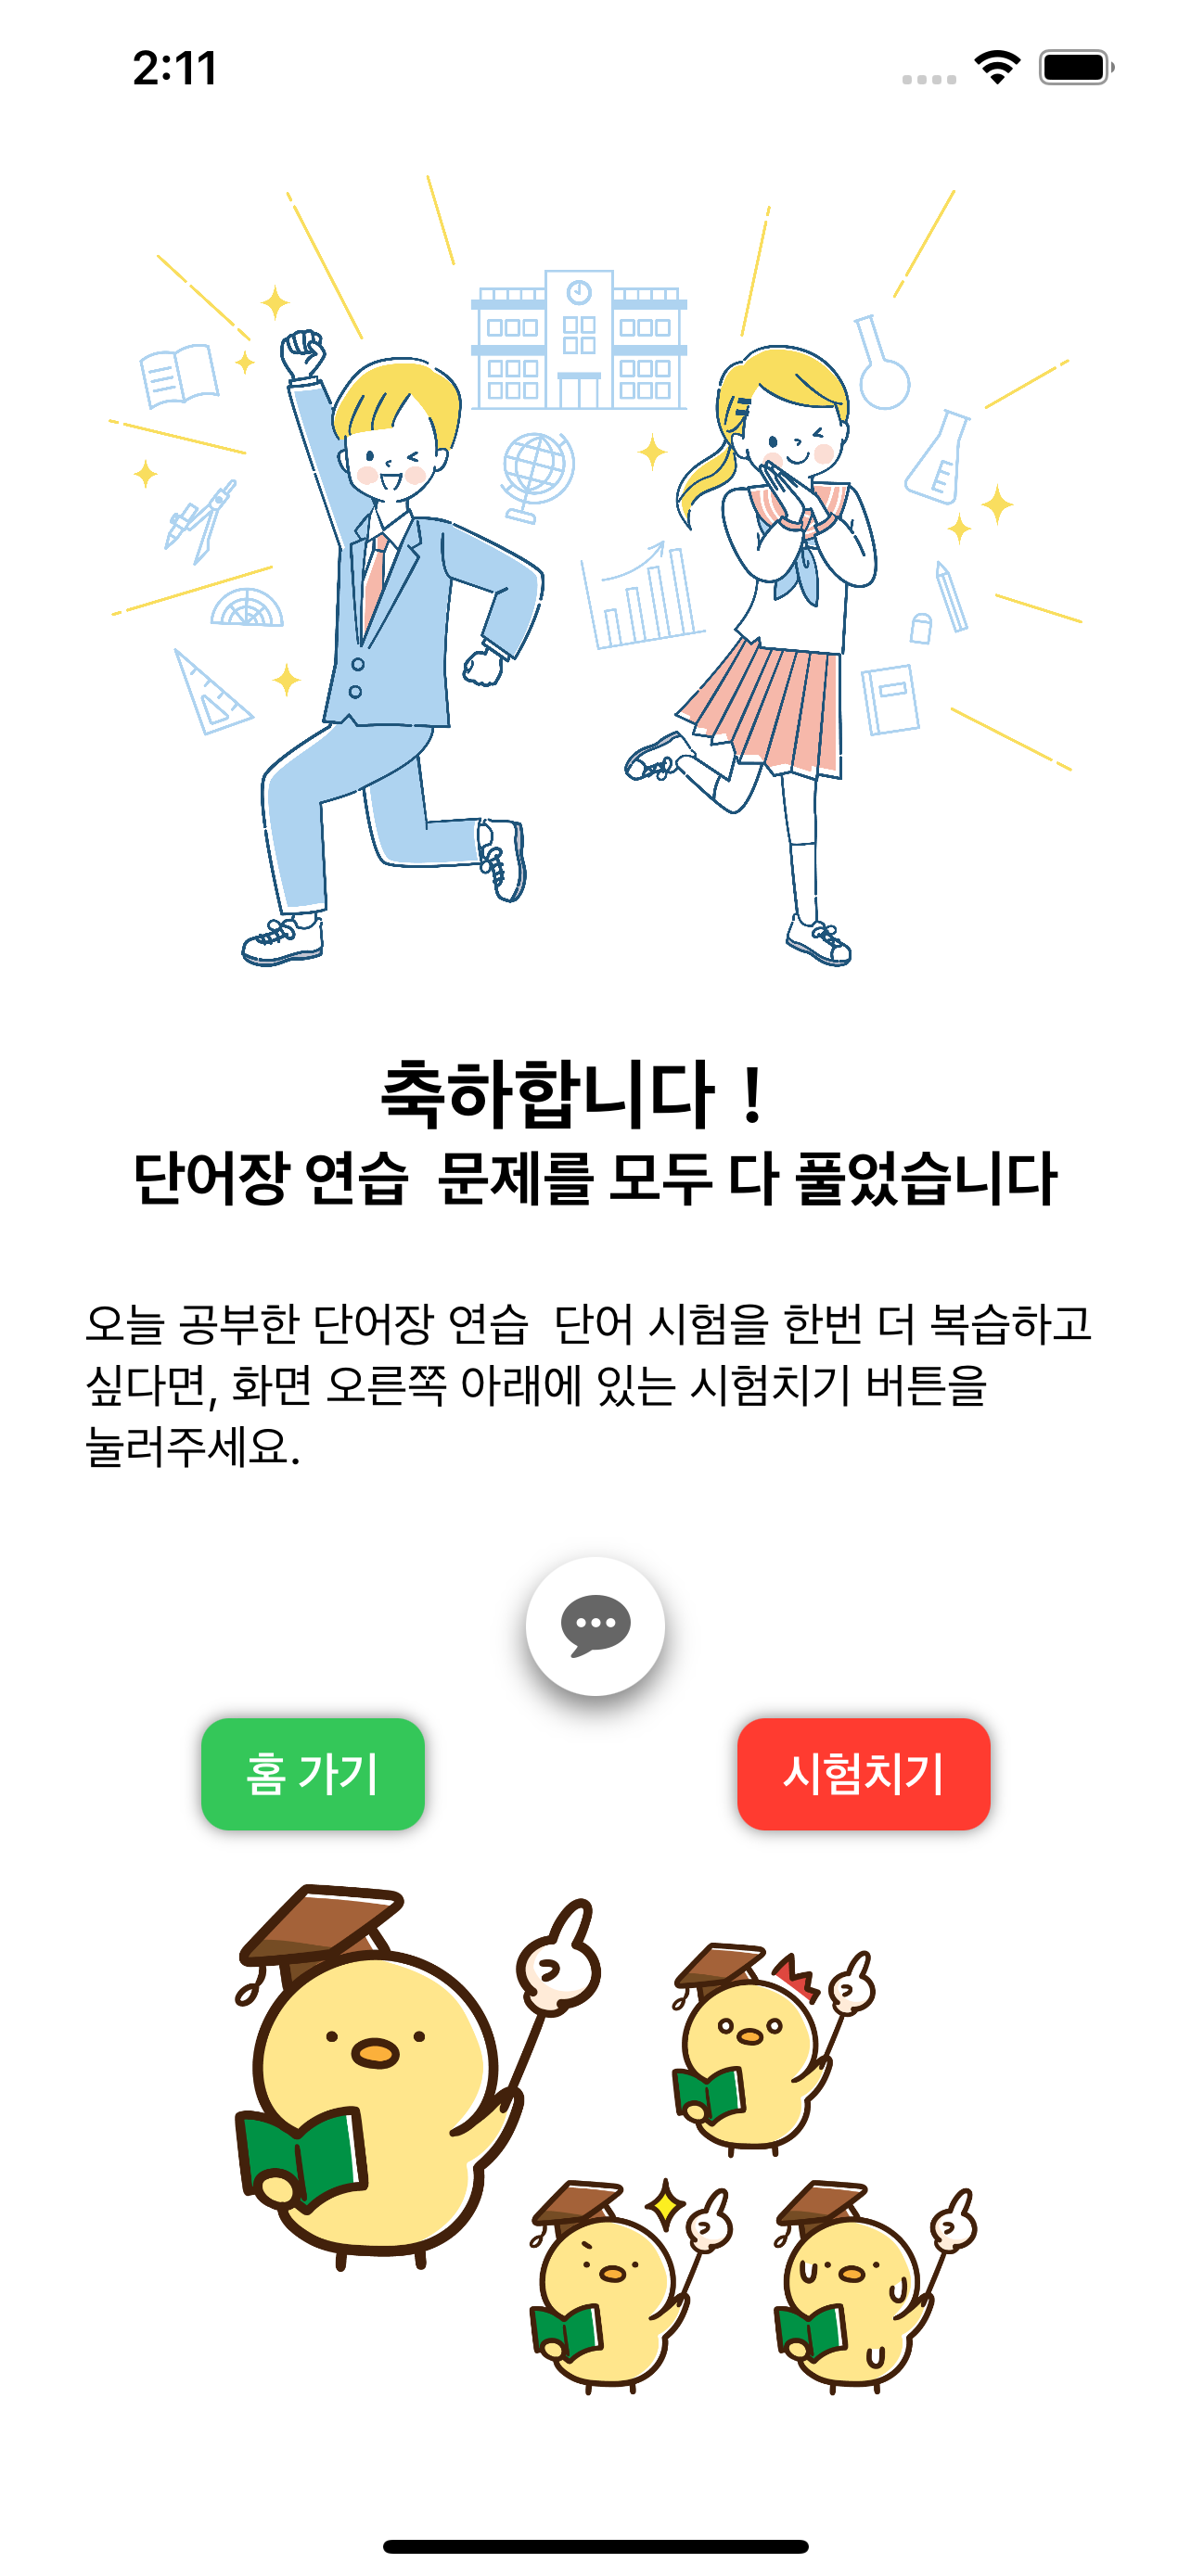 2:11
축하합니다 !
단어장 연습  문제를 모두 다 풀었습니다
오늘 공부한 단어장 연습  단어 시험을 한번 더 복습하고
싶다면, 화면 오른쪽 아래에 있는 시험치기 버튼을
눌러주세요.
홈 가기
시험치기